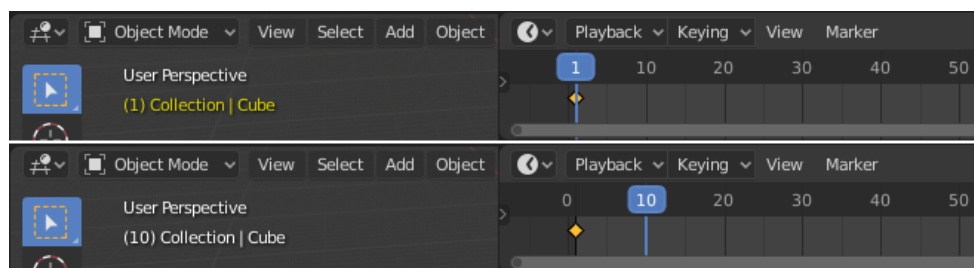 Object Mode View Select Add Object Playback Keying View Marker
User Perspective
(1) Collection | Cube
1 10 20 30 40 50
Object Mode View Select Add Object Playback Keying View Marker
User Perspective
(10) Collection | Cube
0 10 20 30 40 50